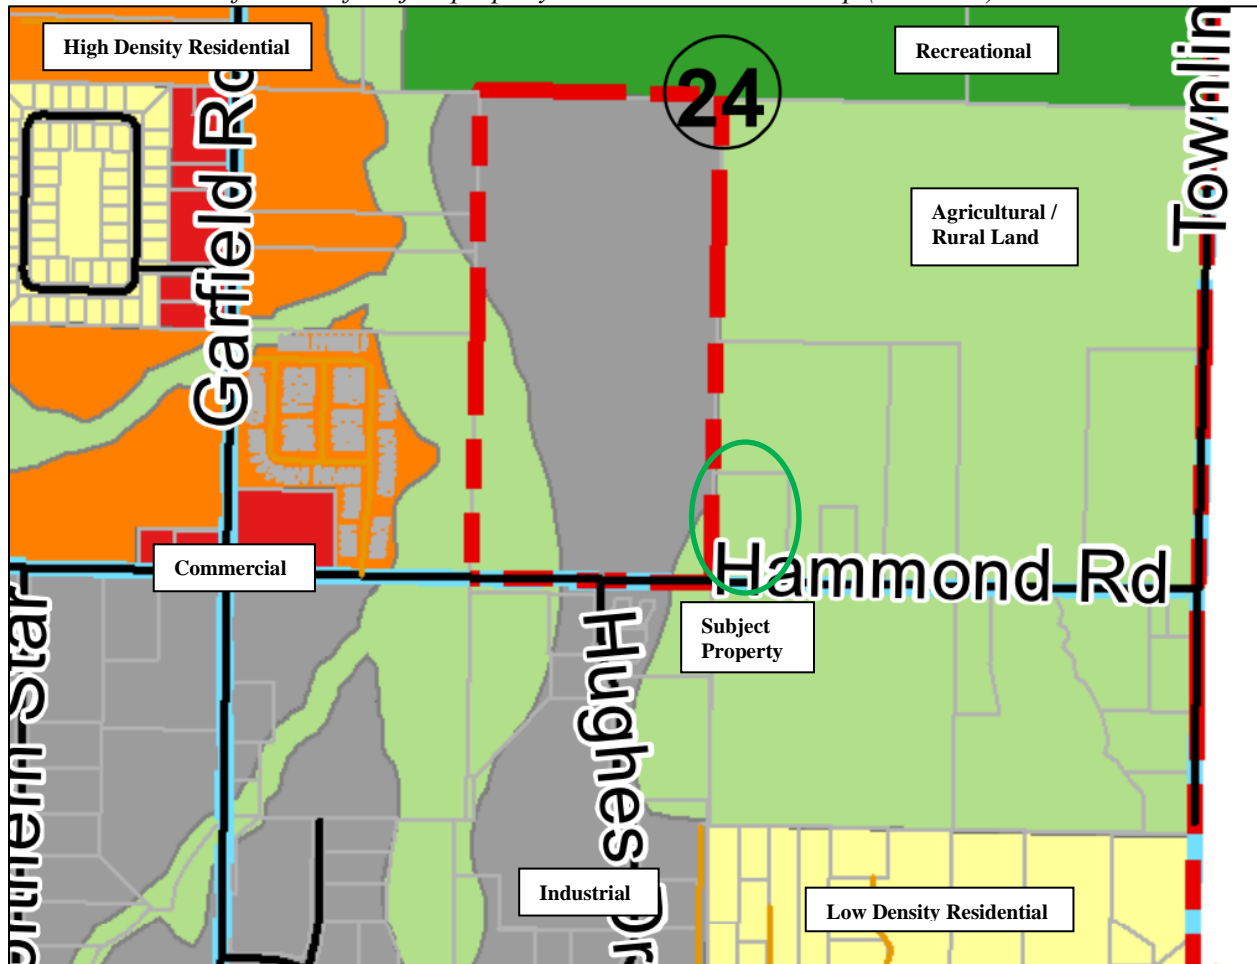 High Density Residential
Recreational
24
Garfield Rd
Townlin
Agricultural /
Rural Land
Commercial
Hammond Rd
Subject
Property
Hughes Dr
Industrial
Low Density Residential